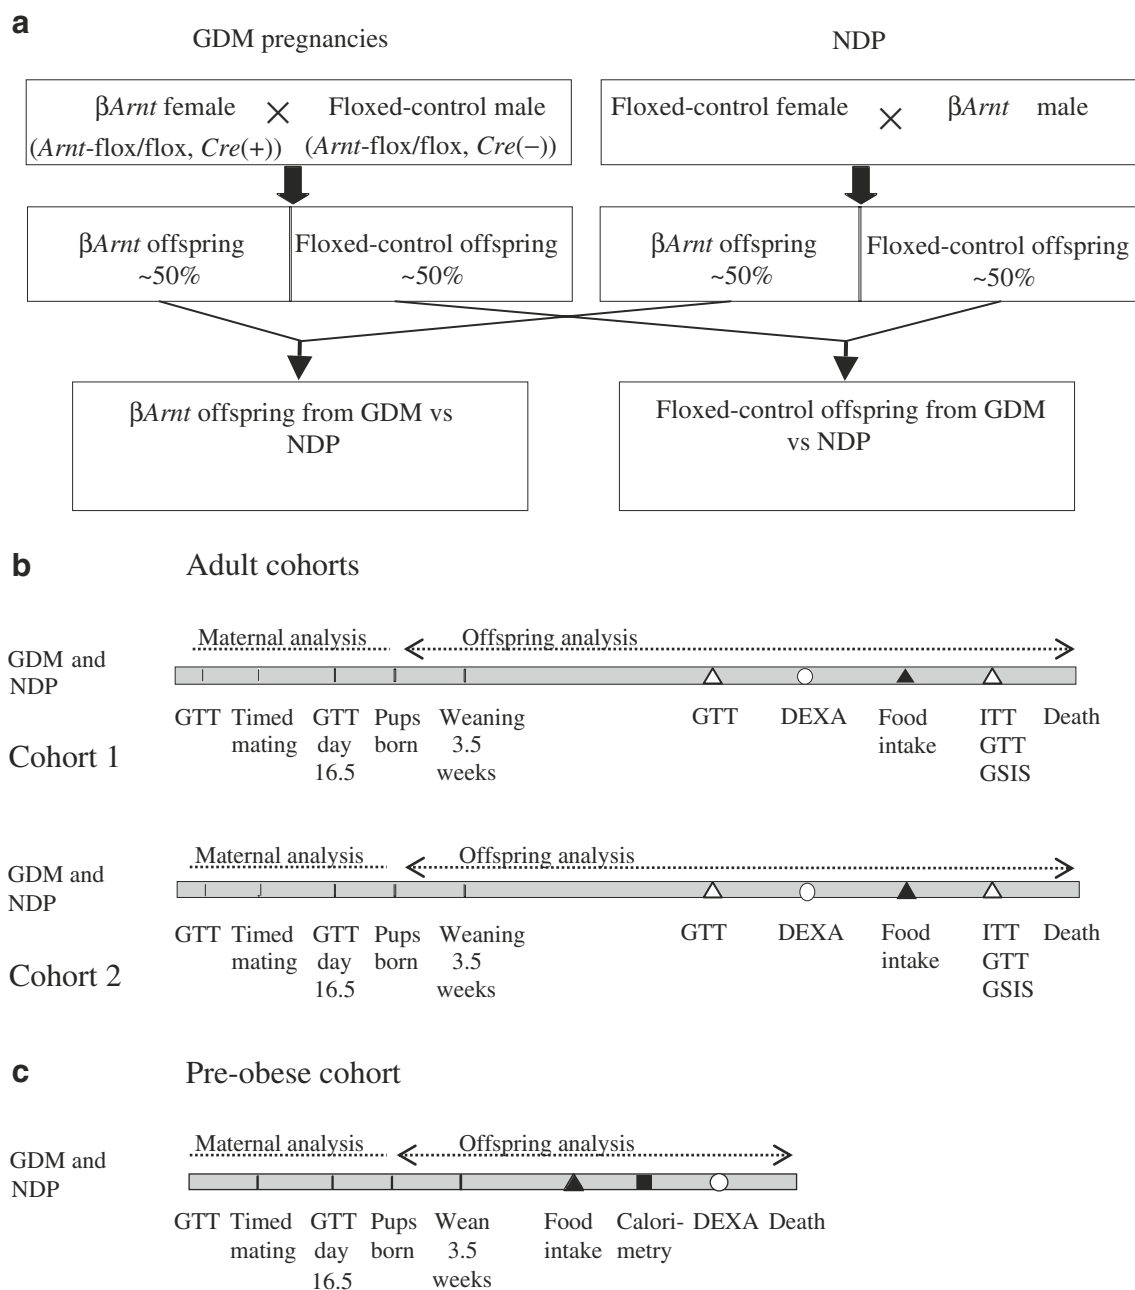 a
GDM pregnancies
NDP
βArnt female × Floxed-control male
(Arnt-flox/flox, Cre(+)) (Arnt-flox/flox, Cre(−))
Floxed-control female × βArnt male
βArnt offspring
~50%
Floxed-control offspring
~50%
βArnt offspring
~50%
Floxed-control offspring
~50%
βArnt offspring from GDM vs
NDP
Floxed-control offspring from GDM
vs NDP
b
Adult cohorts
Maternal analysis
Offspring analysis
GDM and
NDP
Cohort 1
GTT
Timed
mating
GTT
day
16.5
Pups
born
Weaning
3.5
weeks
GTT
DEXA
Food
intake
ITT
GTT
GSIS
Death
Maternal analysis
Offspring analysis
GDM and
NDP
Cohort 2
GTT
Timed
mating
GTT
day
16.5
Pups
born
Weaning
3.5
weeks
GTT
DEXA
Food
intake
ITT
GTT
GSIS
Death
c
Pre-obese cohort
Maternal analysis
Offspring analysis
GDM and
NDP
GTT
Timed
mating
GTT
day
16.5
Pups
born
Wean
3.5
weeks
Food
intake
Calori-
metry
DEXA
Death